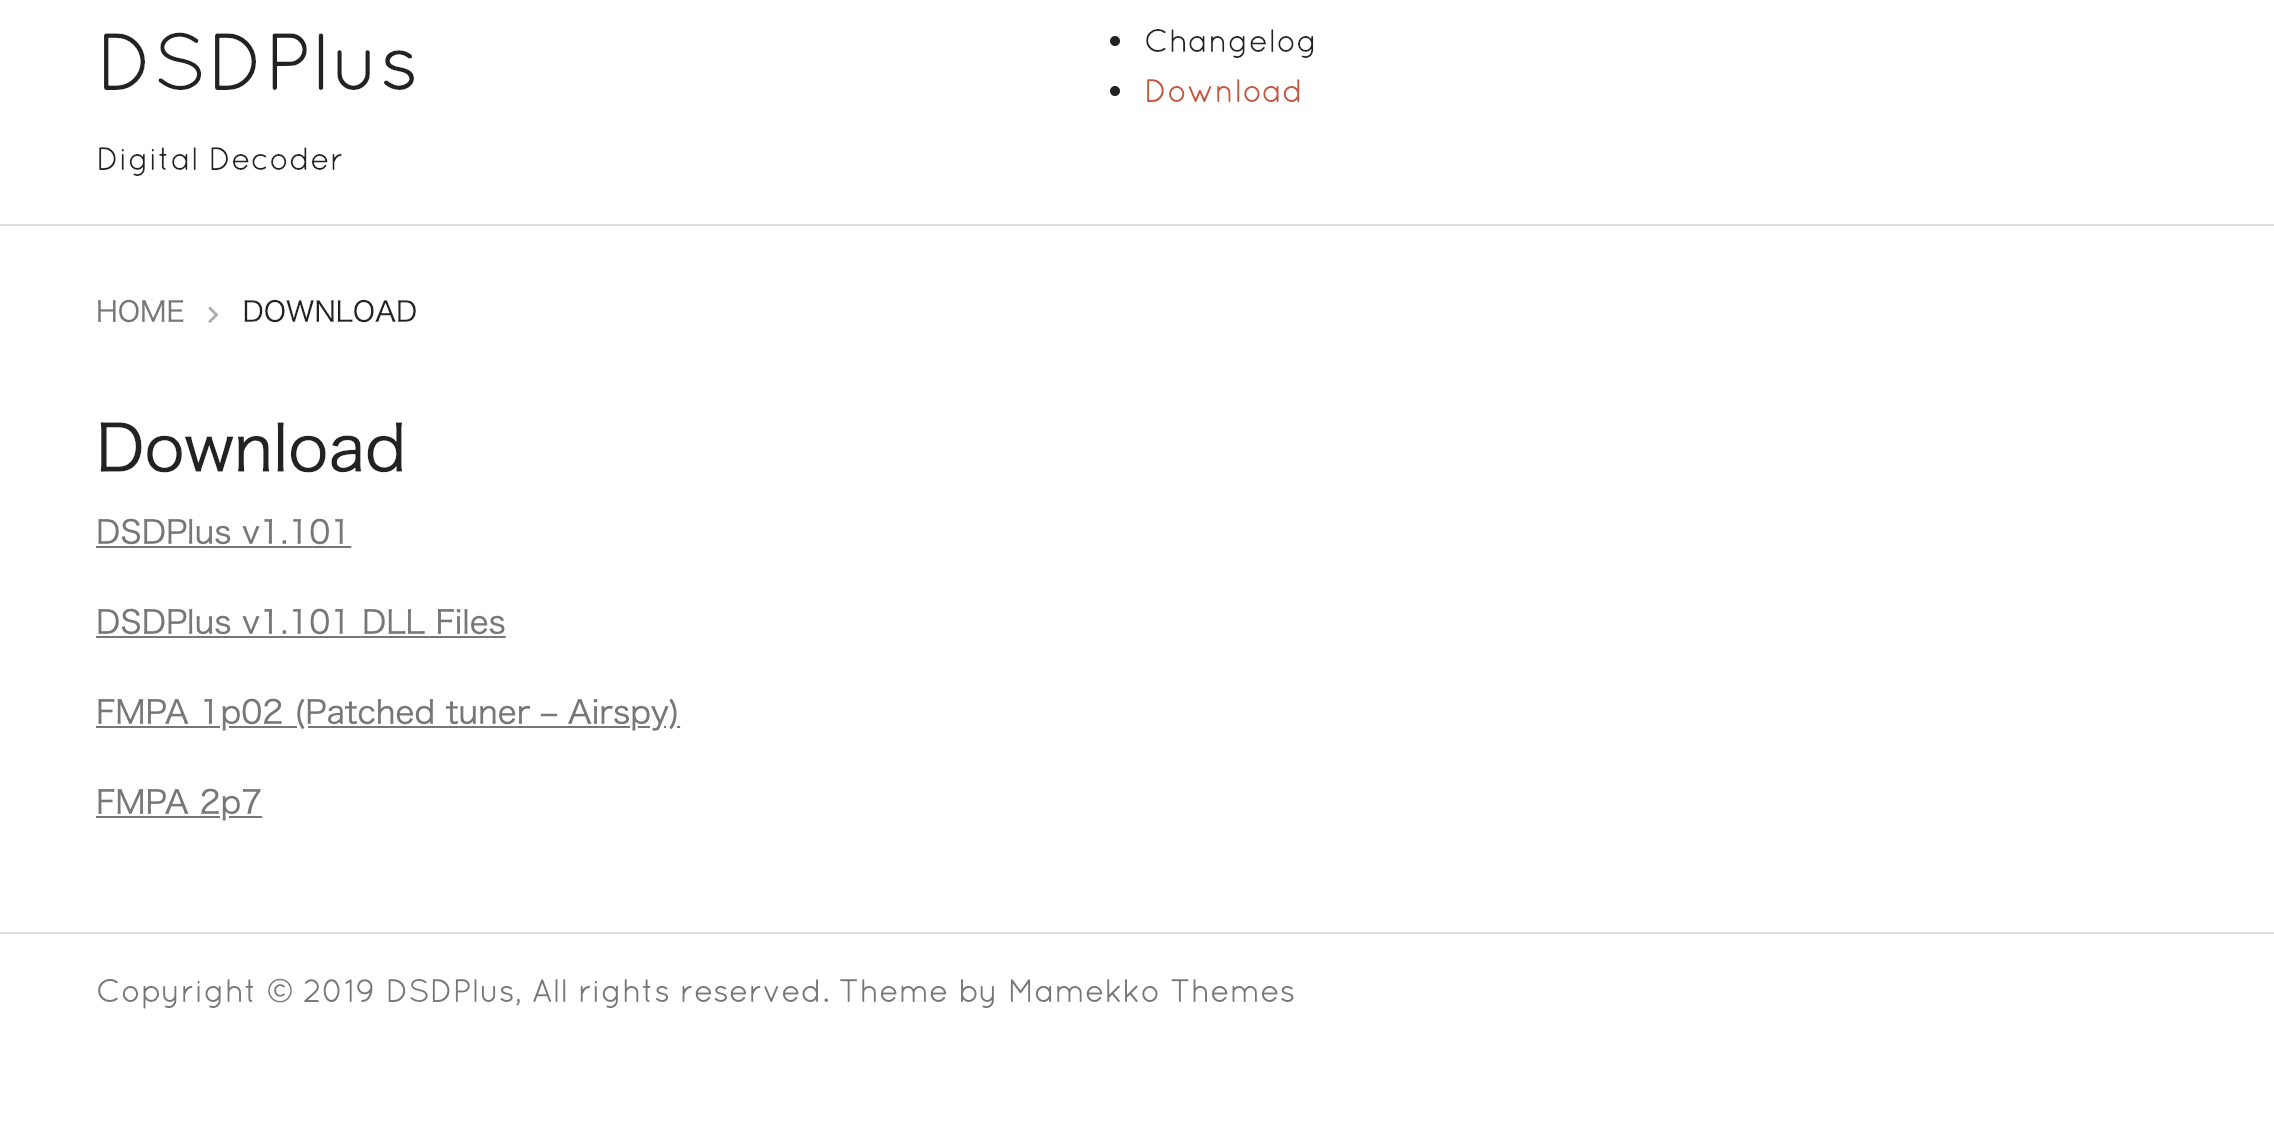 DSDPlus
Digital Decoder
Changelog
Download
HOME > DOWNLOAD
Download
DSDPlus v1.101
DSDPlus v1.101 DLL Files
FMPA 1p02 (Patched tuner – Airspy)
FMPA 2p7
Copyright © 2019 DSDPlus, All rights reserved. Theme by Mamekko Themes